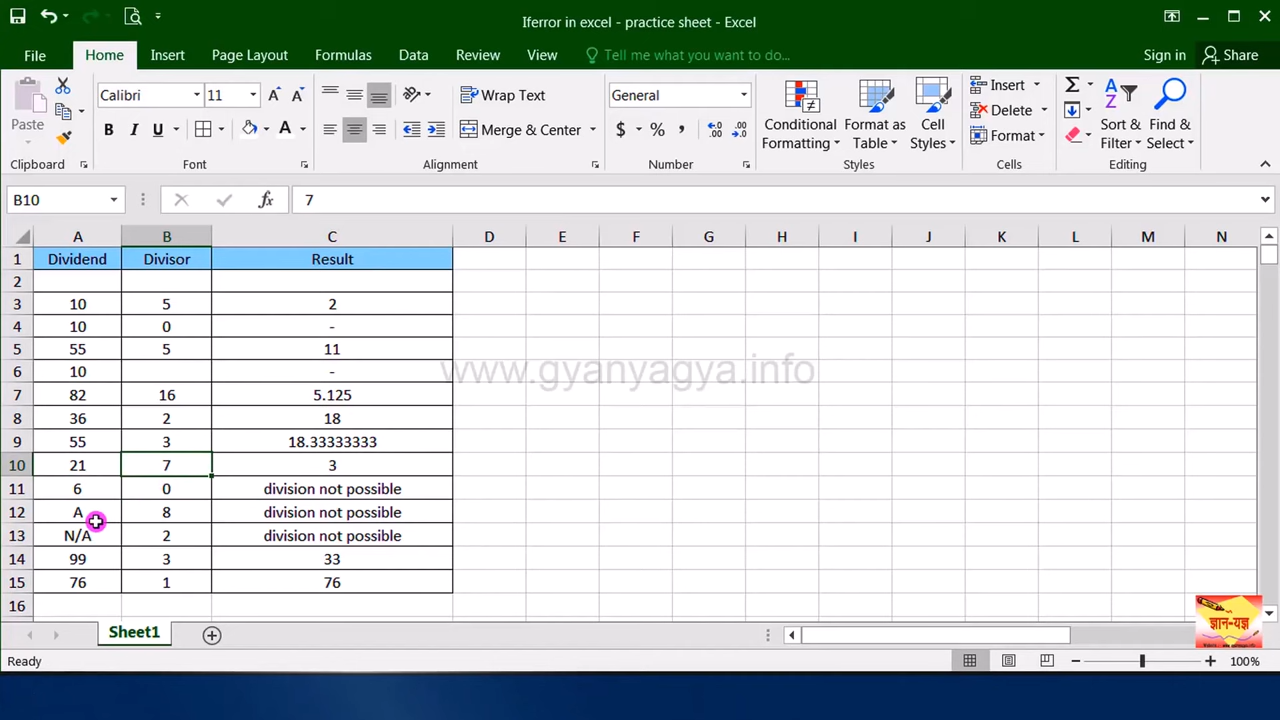 Iferror in excel - practice sheet - Excel
File Home Insert Page Layout Formulas Data Review View Tell me what you want to do... Sign in Share
Paste
Calibri 11
B I U A
Wrap Text
Merge & Center
General
$ % ,
Conditional Formatting
Format as Table
Cell Styles
Insert
Delete
Format
Sort & Filter
Find & Select
Clipboard Font Alignment Number Styles Cells Editing
B10 fx 7
A B C D E F G H I J K L M N
1 Dividend Divisor Result
2
3 10 5 2
4 10 0 -
5 55 5 11
6 10 -
7 82 16 5.125
8 36 2 18
9 55 3 18.33333333
10 21 7 3
11 6 0 division not possible
12 A 8 division not possible
13 N/A 2 division not possible
14 99 3 33
15 76 1 76
16
www.gyanyagya.info
ज्ञान-यज्ञ
Sheet1
Ready 100%